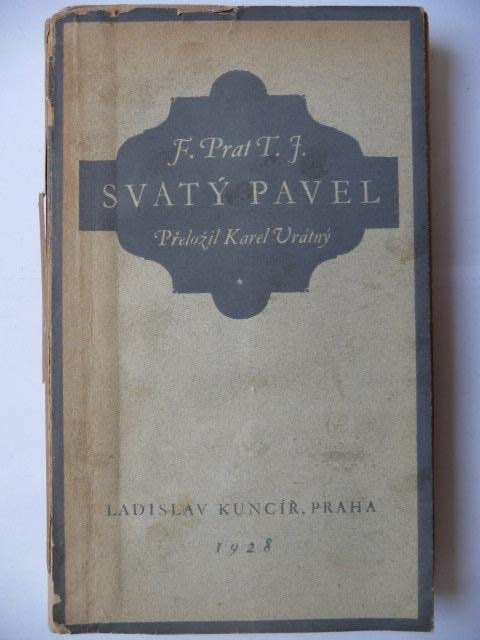 F. Prat T. J.
SVATÝ PAVEL
Přeložil Karel Vrátný
LADISLAV KUNCÍŘ, PRAHA
1928